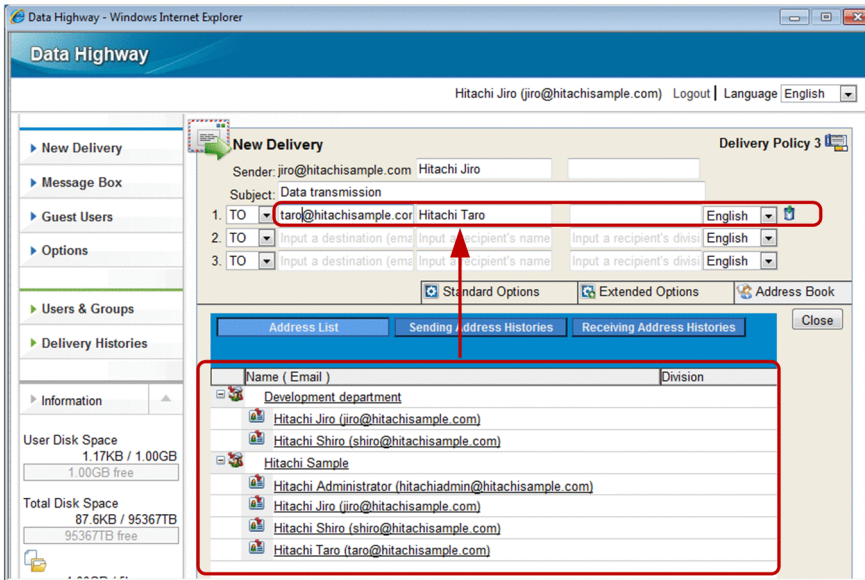 Data Highway - Windows Internet Explorer
Data Highway
Hitachi Jiro (jiro@hitachisample.com) Logout Language English
New Delivery
Message Box
Guest Users
Options
Users & Groups
Delivery Histories
Information
User Disk Space
1.17KB / 1.00GB
1.00GB free
Total Disk Space
87.6KB / 95367TB
95367TB free
New Delivery
Delivery Policy 3
Sender: jiro@hitachisample.com Hitachi Jiro
Subject: Data transmission
1. TO taro@hitachisample.cor Hitachi Taro English
2. TO Input a destination (ema Input a recipient's name Input a recipient's divisi English
3. TO Input a destination (ema Input a recipient's name Input a recipient's divisi English
Standard Options Extended Options Address Book
Address List Sending Address Histories Receiving Address Histories Close
Name ( Email ) Division
Development department
Hitachi Jiro (jiro@hitachisample.com)
Hitachi Shiro (shiro@hitachisample.com)
Hitachi Sample
Hitachi Administrator (hitachiadmin@hitachisample.com)
Hitachi Jiro (jiro@hitachisample.com)
Hitachi Shiro (shiro@hitachisample.com)
Hitachi Taro (taro@hitachisample.com)